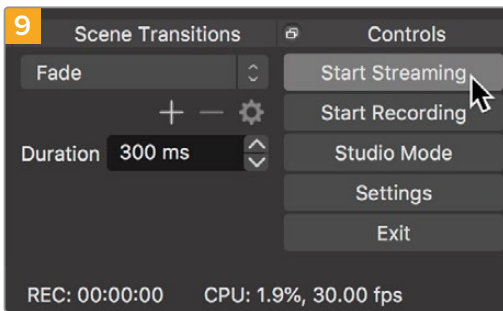 9
Scene Transitions
Controls
Fade
Start Streaming
Start Recording
Duration 300 ms
Studio Mode
Settings
Exit
REC: 00:00:00 CPU: 1.9%, 30.00 fps